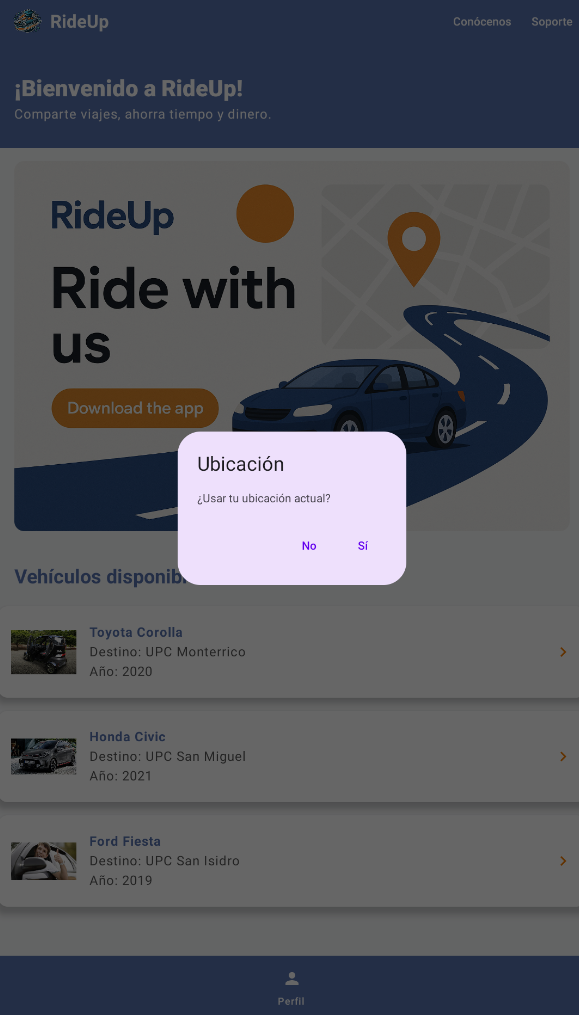 RideUp
Conócenos
Soporte
¡Bienvenido a RideUp!
Comparte viajes, ahorra tiempo y dinero.
RideUp
Ride with
us
Download the app
Ubicación
¿Usar tu ubicación actual?
No
Sí
Vehículos disponibl
Toyota Corolla
Destino: UPC Monterrico
Año: 2020
Honda Civic
Destino: UPC San Miguel
Año: 2021
Ford Fiesta
Destino: UPC San Isidro
Año: 2019
Perfil